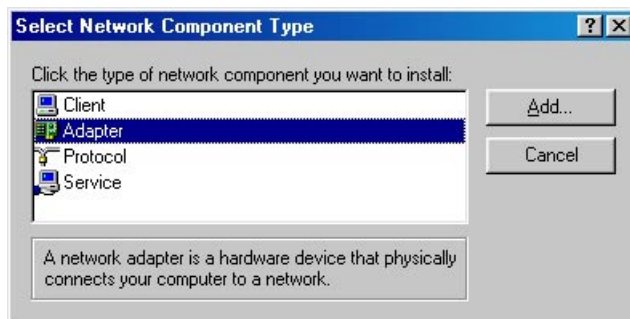 Select Network Component Type
Click the type of network component you want to install:
Client
Adapter
Protocol
Service
Add...
Cancel
A network adapter is a hardware device that physically
connects your computer to a network.